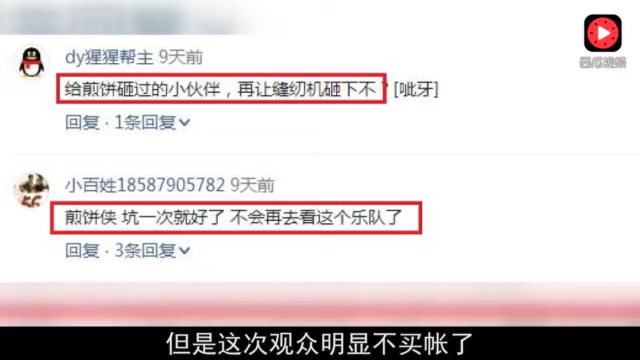 西瓜视频
dy猩猩帮主 9天前
给煎饼砸过的小伙伴，再让缝纫机砸下不？[呲牙]
回复 · 1条回复
小百姓18587905782 9天前
煎饼侠 坑一次就好了 不会再去看这个乐队了
回复 · 3条回复
但是这次观众明显不买帐了